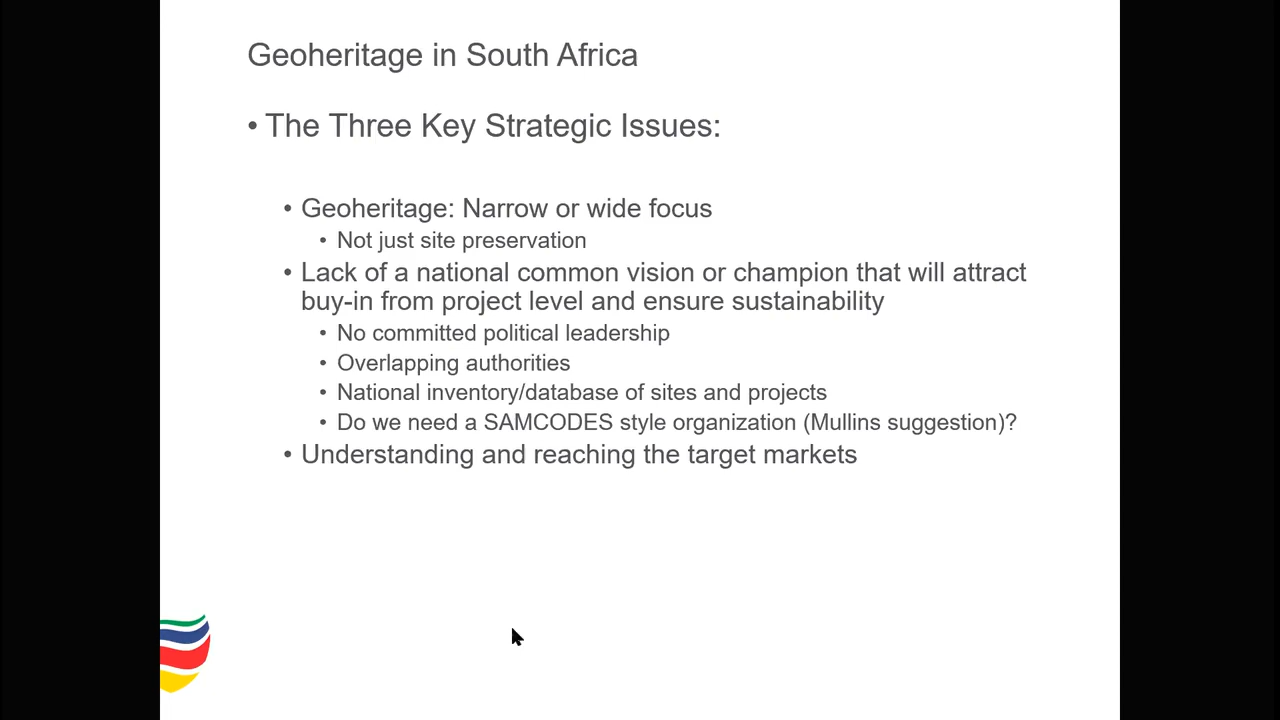 Geoheritage in South Africa
• The Three Key Strategic Issues:
• Geoheritage: Narrow or wide focus
• Not just site preservation
• Lack of a national common vision or champion that will attract
buy-in from project level and ensure sustainability
• No committed political leadership
• Overlapping authorities
• National inventory/database of sites and projects
• Do we need a SAMCODES style organization (Mullins suggestion)?
• Understanding and reaching the target markets